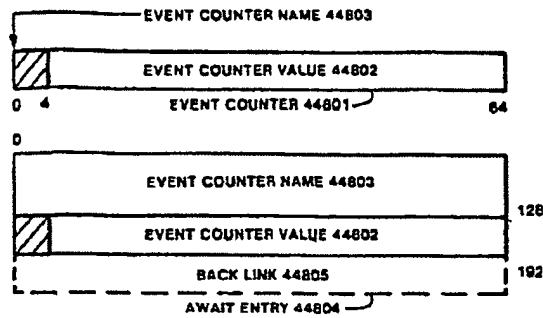 EVENT COUNTER NAME 44803
EVENT COUNTER VALUE 44802
0 4 EVENT COUNTER 44801 64
0
EVENT COUNTER NAME 44803
128
EVENT COUNTER VALUE 44802
BACK LINK 44805 192
AWAIT ENTRY 44804